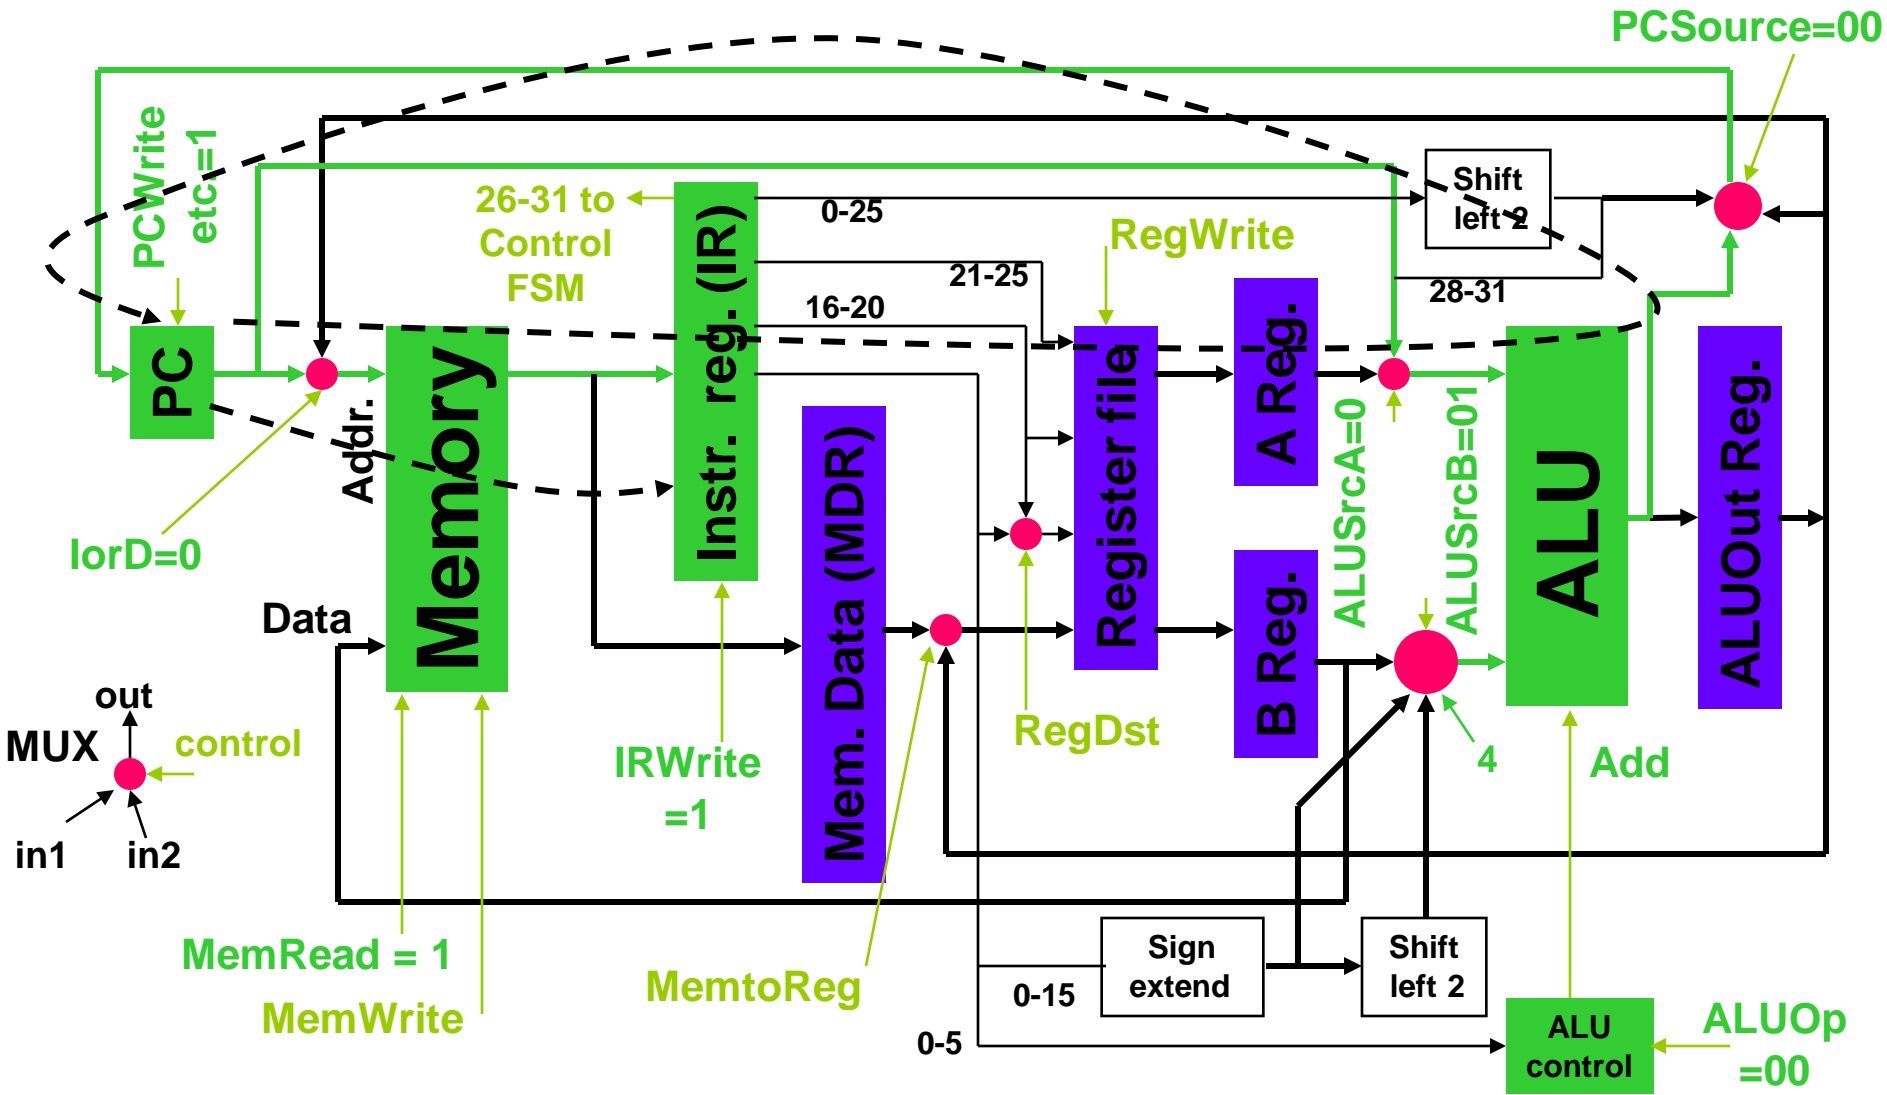 PCSource=00
PCWrite
etc.=1
26-31 to
Control
FSM
0-25
Shift
left 2
RegWrite
21-25
28-31
16-20
PC
Addr.
Memory
Instr. reg. (IR)
Mem. Data (MDR)
Register file
A Reg.
B Reg.
ALUSrcA=0
ALUSrcB=01
ALU
ALUOut Reg.
IorD=0
Data
out
MUX
control
in1
in2
IRWrite
=1
RegDst
4
Add
MemRead = 1
MemWrite
MemtoReg
Sign
extend
Shift
left 2
0-15
0-5
ALU
control
ALUOp
=00